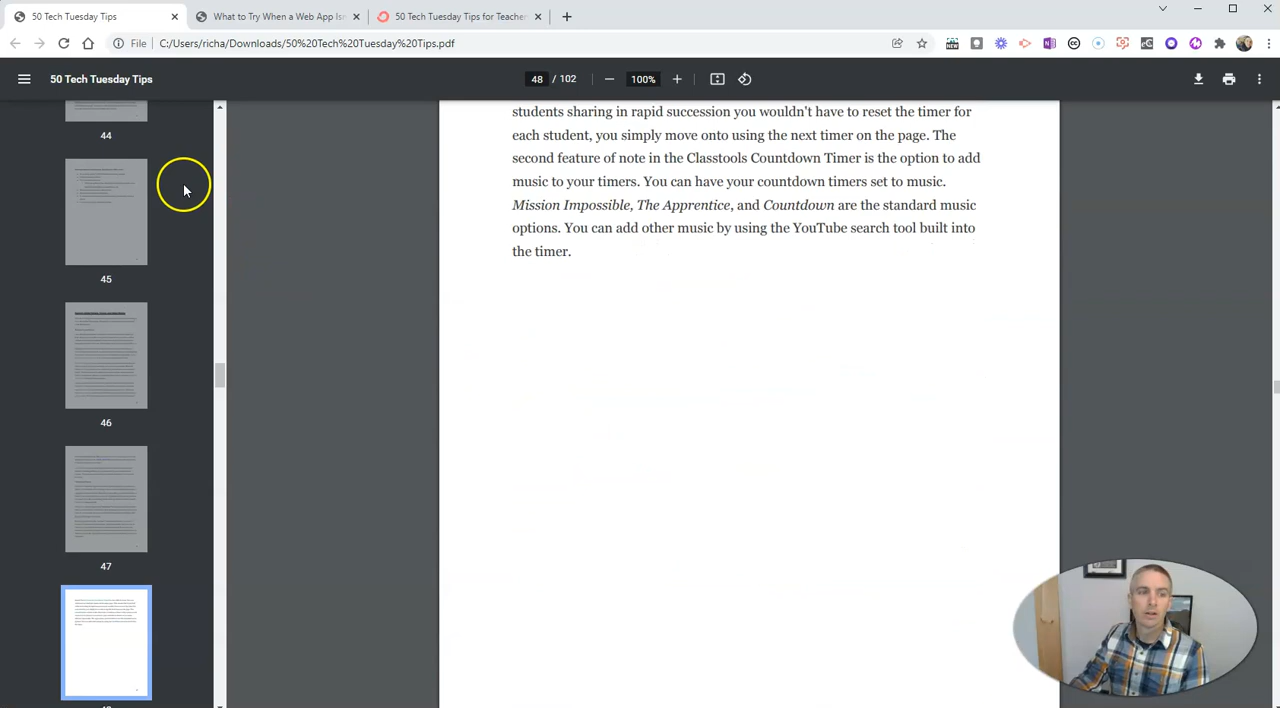 50 Tech Tuesday Tips
What to Try When a Web App Isn
50 Tech Tuesday Tips for Teacher
File
C:/Users/richa/Downloads/50%20Tech%20Tuesday%20Tips.pdf
50 Tech Tuesday Tips
48 / 102
100%
44
45
46
47
students sharing in rapid succession you wouldn't have to reset the timer for
each student, you simply move onto using the next timer on the page. The
second feature of note in the Classtools Countdown Timer is the option to add
music to your timers. You can have your countdown timers set to music.
Mission Impossible, The Apprentice, and Countdown are the standard music
options. You can add other music by using the YouTube search tool built into
the timer.